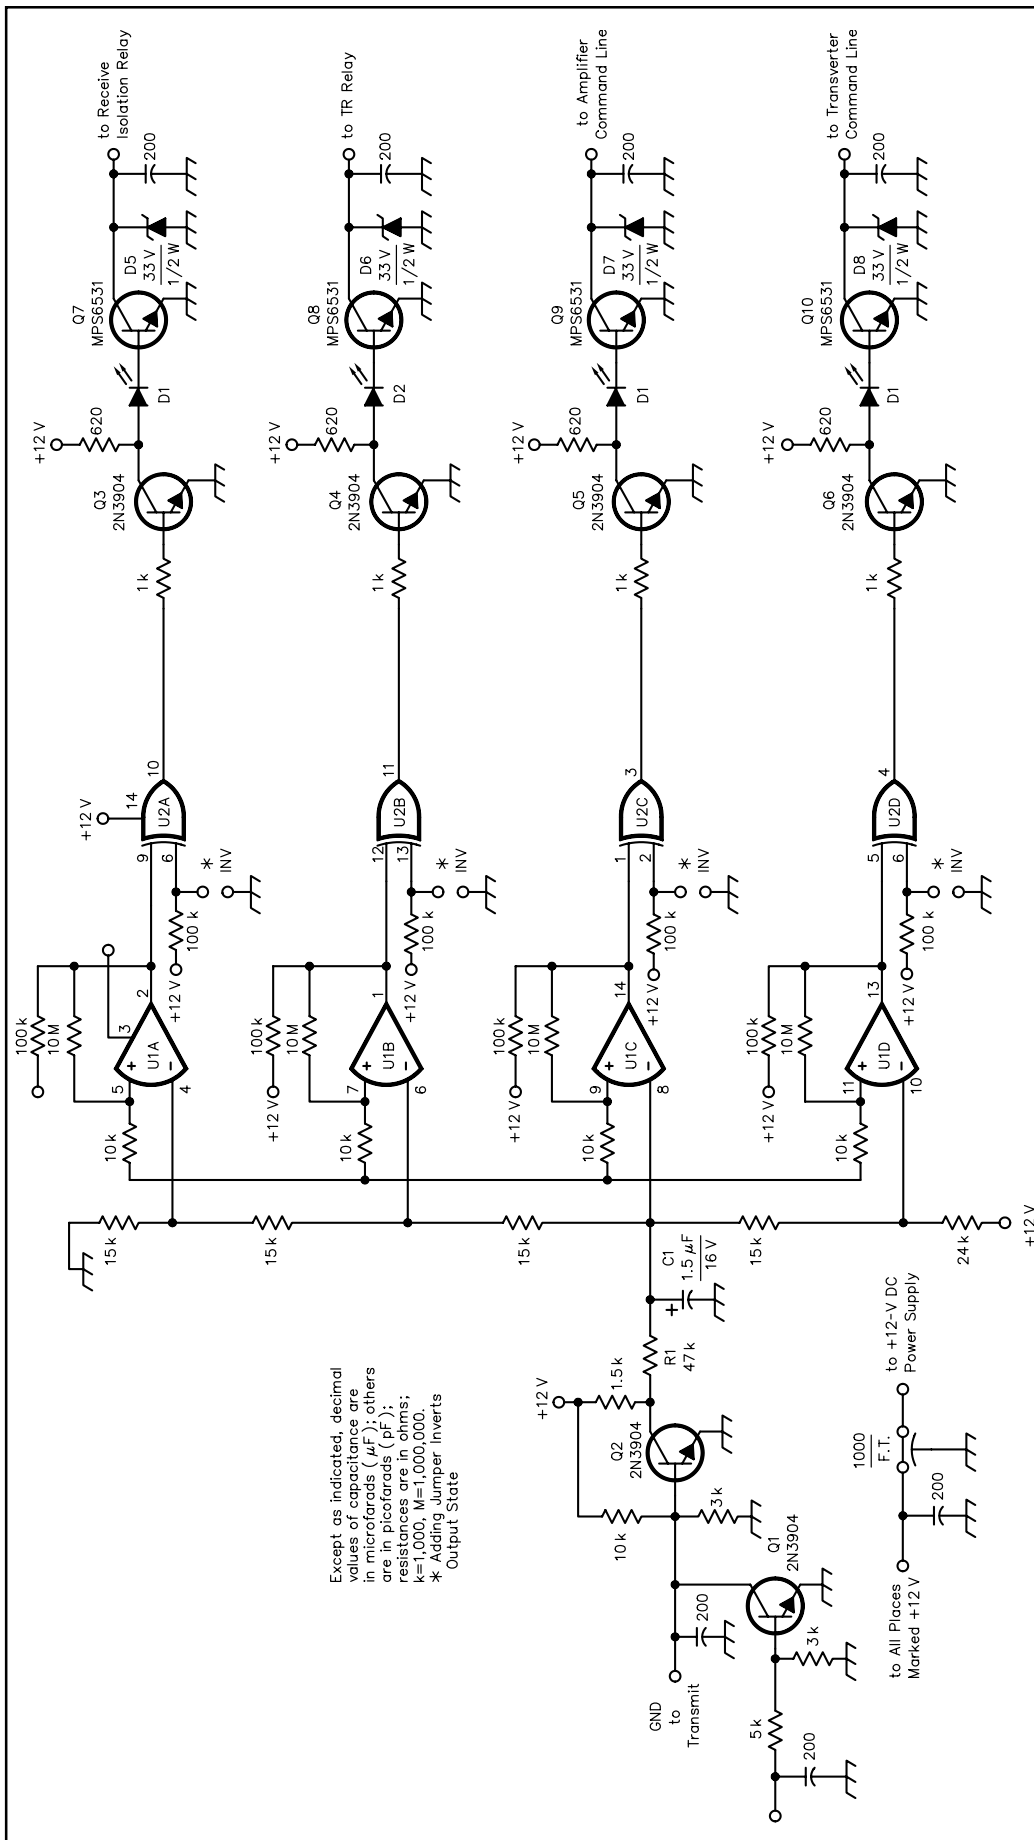 to Receive
Isolation Relay
200
D5
33 V
1/2 W
Q7
MPS6531
D1
+12 V
620
Q3
2N3904
1 k
10
14
+12 V
U2A
9
6
*
INV
100 k
+12 V
2
3
100 k
10 M
U1A
+
-
5
4
10 k
15 k
to TR Relay
200
D6
33 V
1/2 W
Q8
MPS6531
D2
+12 V
620
Q4
2N3904
1 k
11
U2B
12
13
*
INV
100 k
+12 V
1
100 k
10 M
U1B
+
-
+12 V
7
6
10 k
15 k
to Amplifier
Command Line
200
D7
33 V
1/2 W
Q9
MPS6531
D1
+12 V
620
Q5
2N3904
1 k
3
U2C
1
2
*
INV
100 k
+12 V
14
100 k
10 M
U1C
+
-
+12 V
9
8
10 k
15 k
to Transverter
Command Line
200
D8
33 V
1/2 W
Q10
MPS6531
D1
+12 V
620
Q6
2N3904
1 k
4
U2D
5
6
*
INV
100 k
+12 V
13
100 k
10 M
U1D
+
-
+12 V
11
10
10 k
15 k
24 k
+12 V
C1
1.5 μF
16 V
+
R1
47 k
1.5 k
+12 V
Q2
2N3904
10 k
3 k
Q1
2N3904
200
GND
to
Transmit
3 k
5 k
200
to +12-V DC
Power Supply
1000
F.T.
200
to All Places
Marked +12 V
Except as indicated, decimal
values of capacitance are
in microfarads ( μF ); others
are in picofarads ( pF );
resistances are in ohms;
k=1,000, M=1,000,000.
* Adding Jumper Inverts
Output State